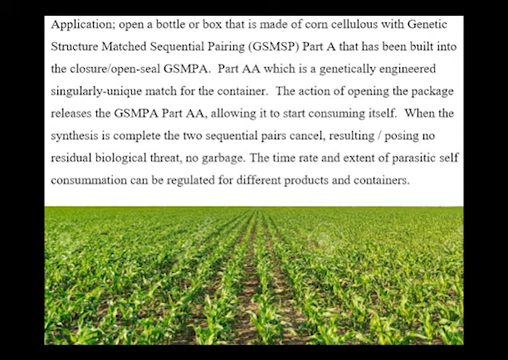 Application; open a bottle or box that is made of corn cellulous with Genetic
Structure Matched Sequential Pairing (GSMSP) Part A that has been built into
the closure/open-seal GSMPA.  Part AA which is a genetically engineered
singularly-unique match for the container.  The action of opening the package
releases the GSMPA Part AA, allowing it to start consuming itself.  When the
synthesis is complete the two sequential pairs cancel, resulting / posing no
residual biological threat, no garbage. The time rate and extent of parasitic self
consummation can be regulated for different products and containers.